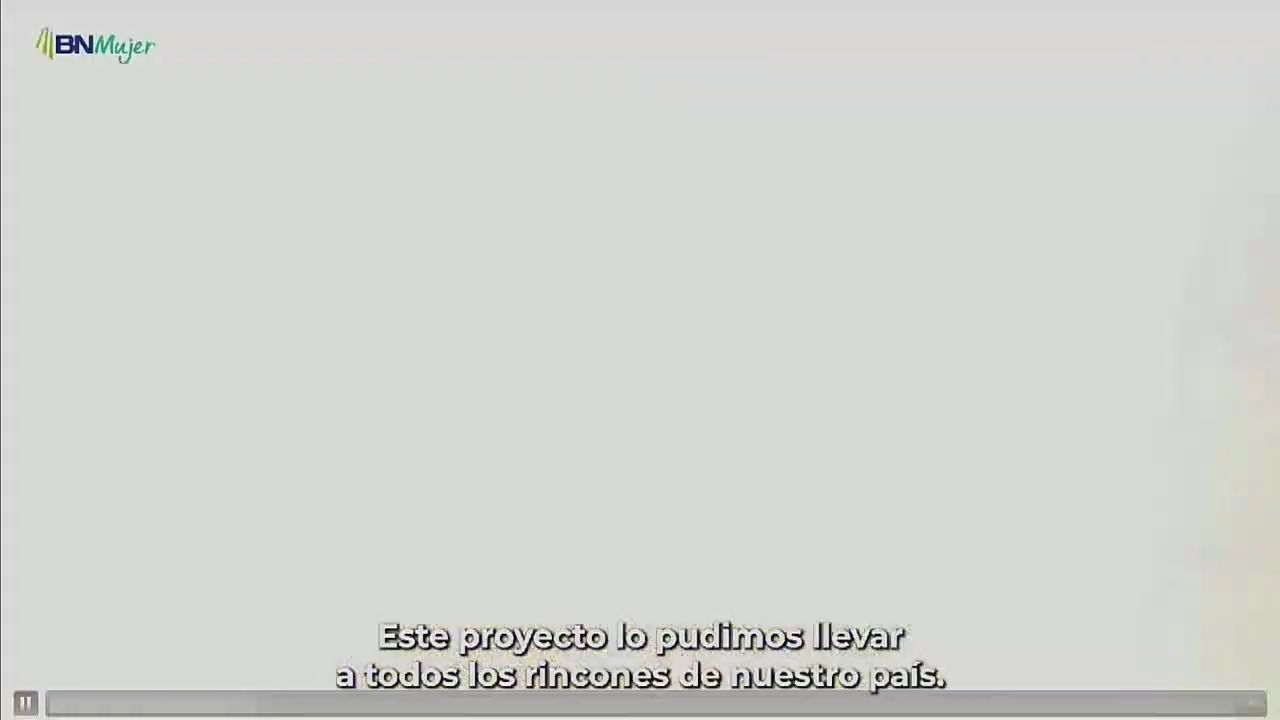 BNMujer
Este proyecto lo pudimos llevar
a todos los rincones de nuestro país.